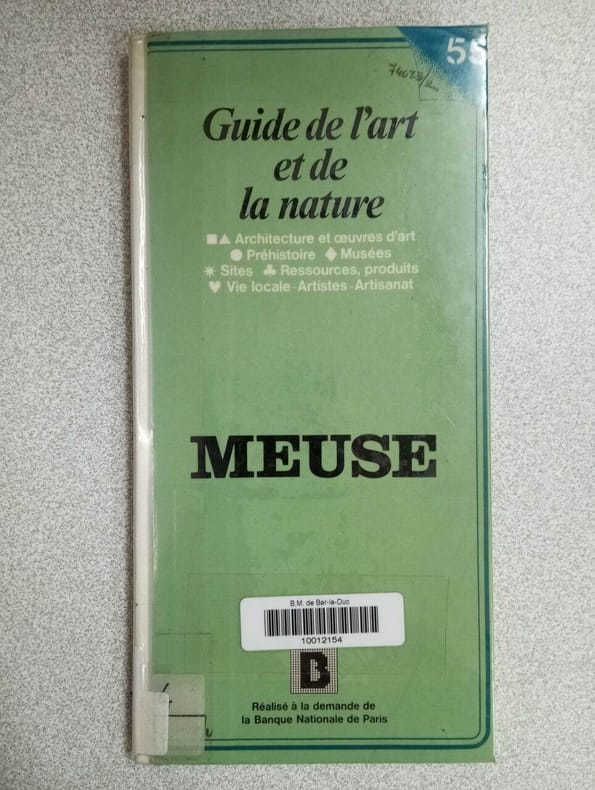 55
Guide de l'art
et de
la nature
■▲ Architecture et œuvres d'art
● Préhistoire ♦ Musées
✷ Sites ♣ Ressources, produits
♥ Vie locale-Artistes-Artisanat
MEUSE
B.M. de Bar-le-Duc
10012154
B
Réalisé à la demande de
la Banque Nationale de Paris